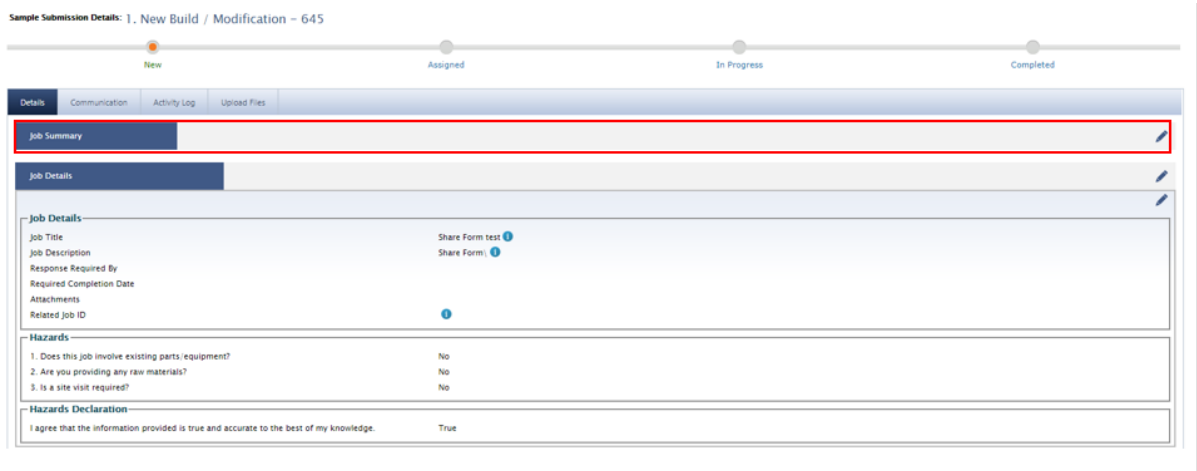 Sample Submission Details: 1. New Build / Modification - 645
New Assigned In Progress Completed
Details Communication Activity Log Upload Files
Job Summary
Job Details
Job Details
Job Title Share Form test
Job Description Share Form\
Response Required By
Required Completion Date
Attachments
Related Job ID
Hazards
1. Does this job involve existing parts/equipment? No
2. Are you providing any raw materials? No
3. Is a site visit required? No
Hazards Declaration
I agree that the information provided is true and accurate to the best of my knowledge. True